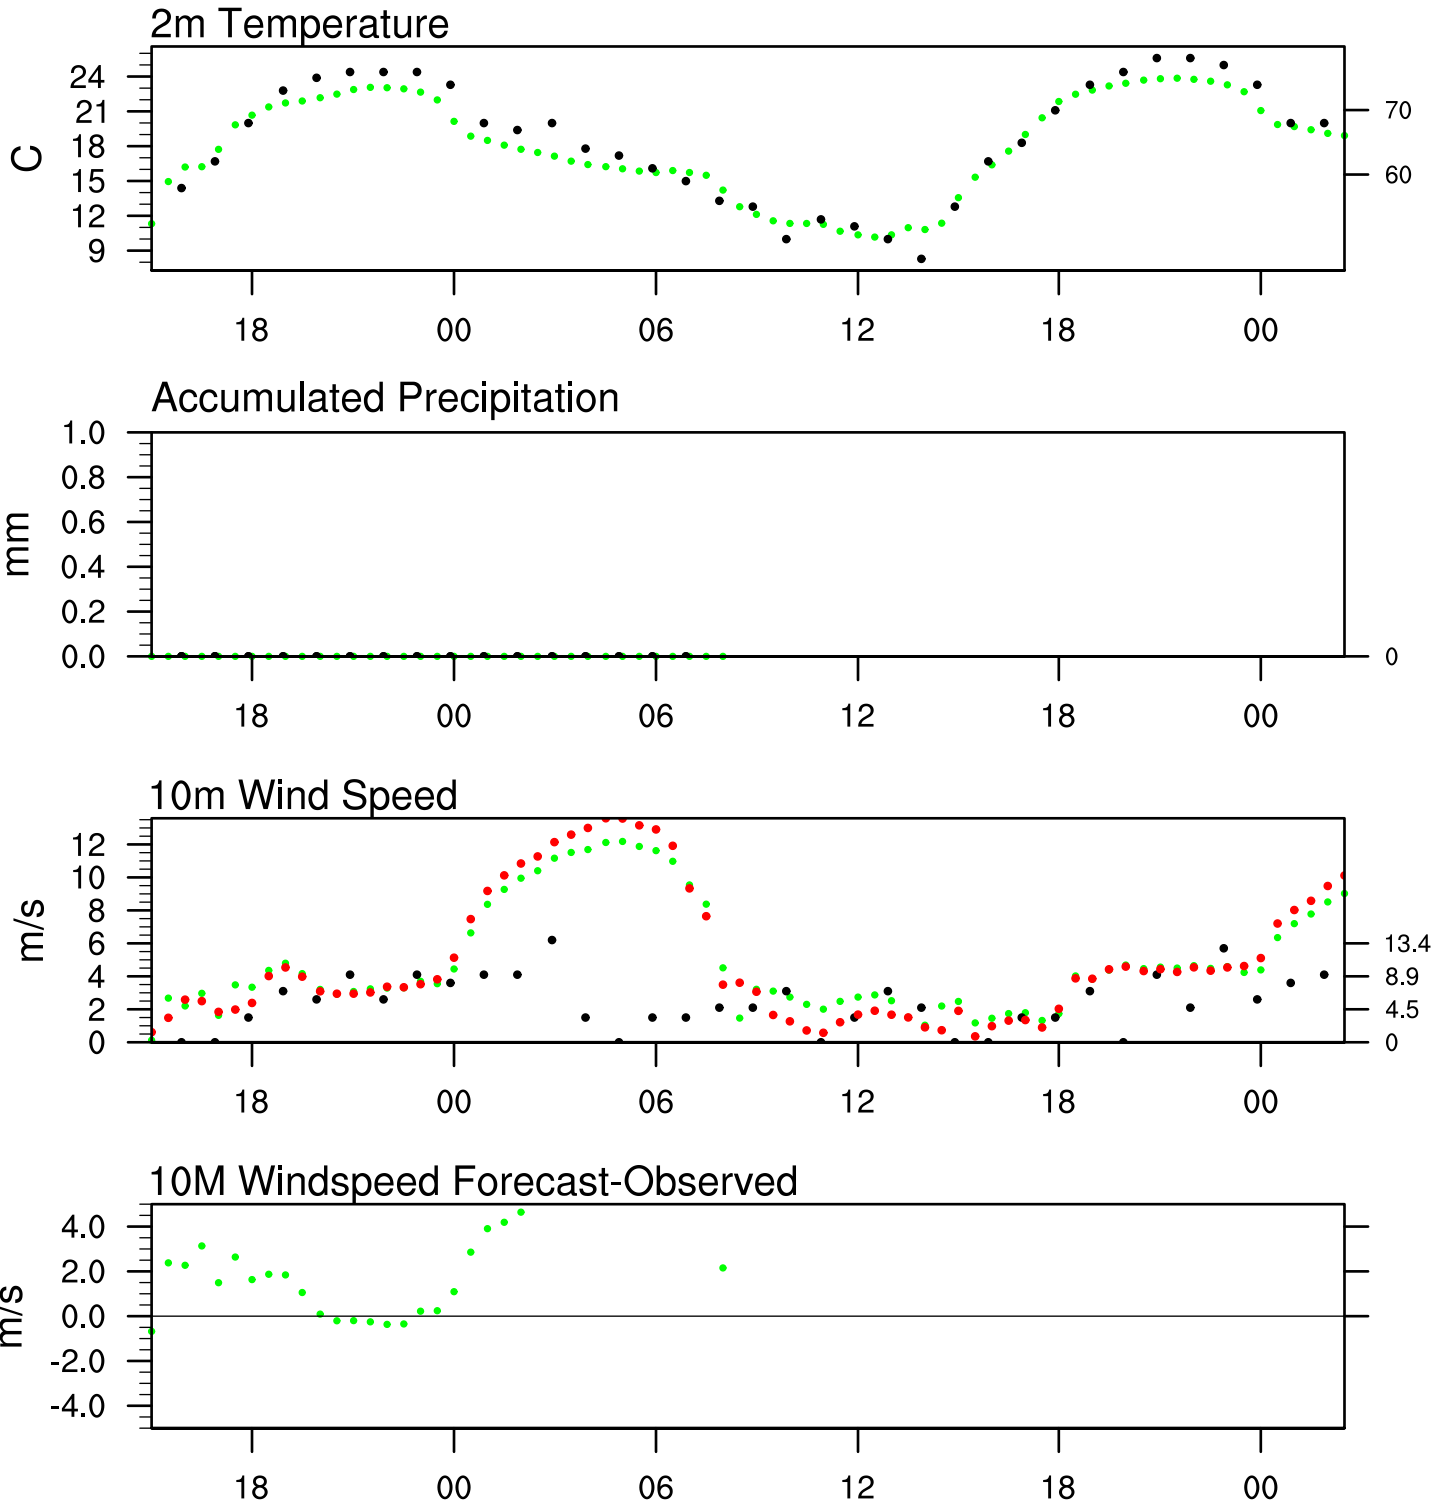 2m Temperature
24
21
18
15
12
9
C
70
60
18 00 06 12 18 00
Accumulated Precipitation
1.0
0.8
0.6
0.4
0.2
0.0
mm
0
18 00 06 12 18 00
10m Wind Speed
12
10
8
6
4
2
0
m/s
13.4
8.9
4.5
0
18 00 06 12 18 00
10M Windspeed Forecast-Observed
4.0
2.0
0.0
-2.0
-4.0
m/s
18 00 06 12 18 00